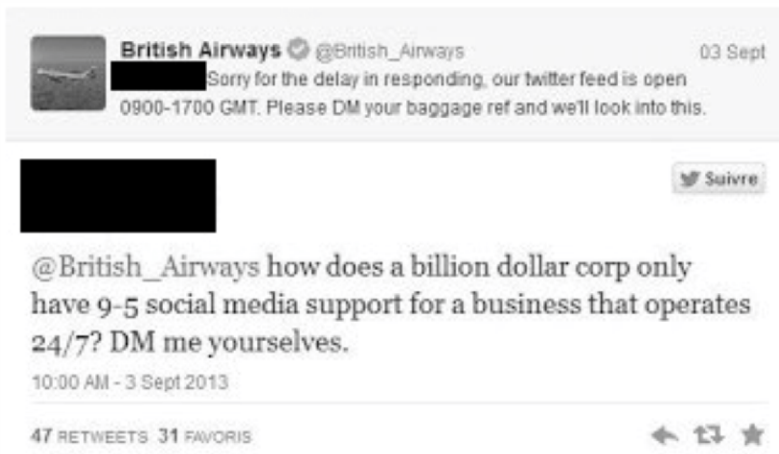 British Airways @British_Airways 03 Sept
Sorry for the delay in responding, our twitter feed is open
0900-1700 GMT. Please DM your baggage ref and we'll look into this.
Suivre
@British_Airways how does a billion dollar corp only
have 9-5 social media support for a business that operates
24/7? DM me yourselves.
10:00 AM - 3 Sept 2013
47 RETWEETS 31 FAVORIS